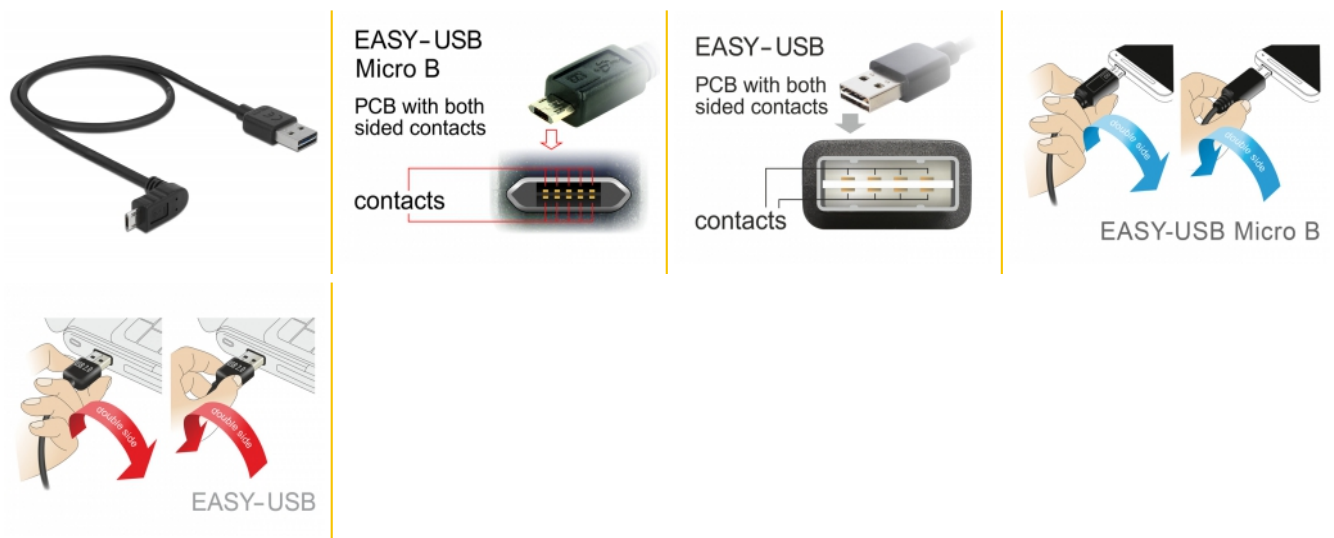 EASY-USB
Micro B
PCB with both
sided contacts
contacts
EASY-USB
PCB with both
sided contacts
contacts
double side
double side
EASY-USB Micro B
double side
double side
EASY-USB